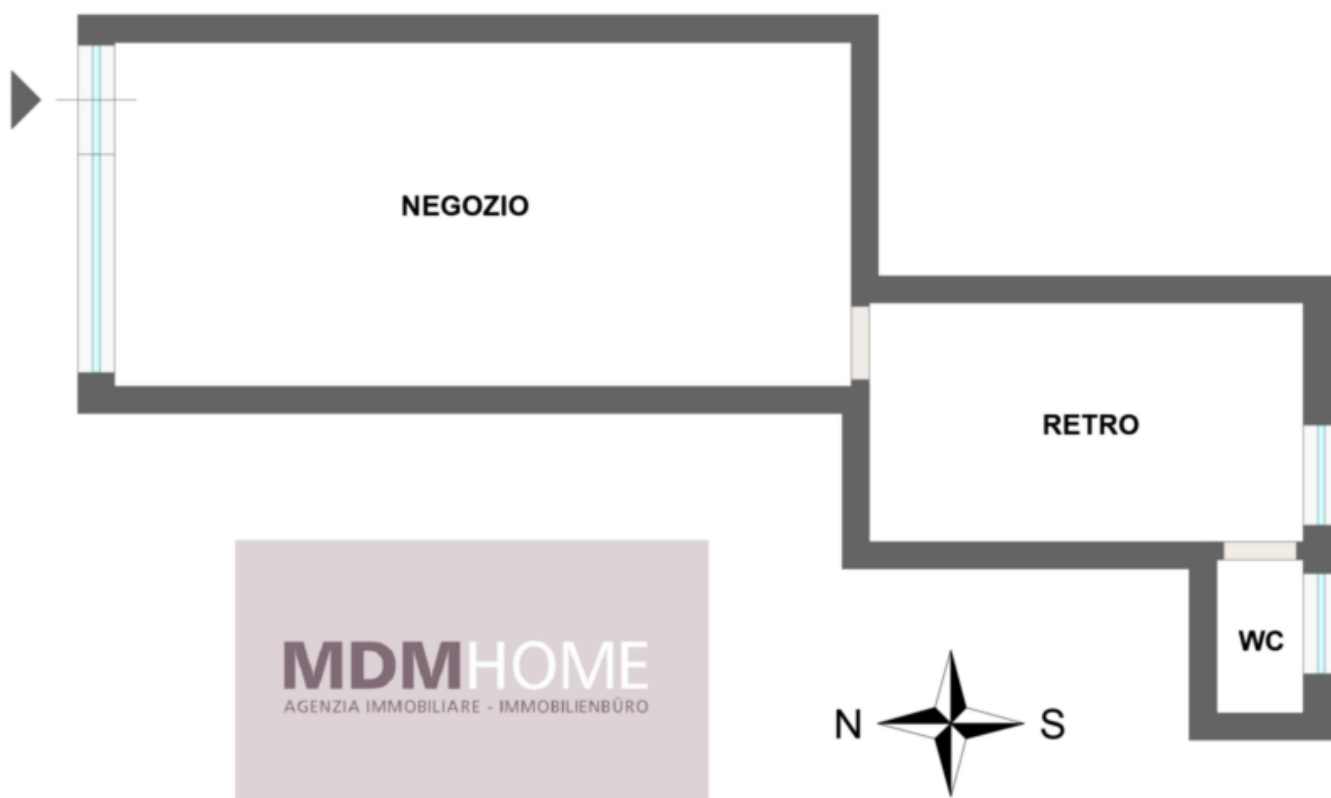 NEGOZIO
RETRO
WC
MDMHOME
AGENZIA IMMOBILIARE - IMMOBILIENBÜRO
N S